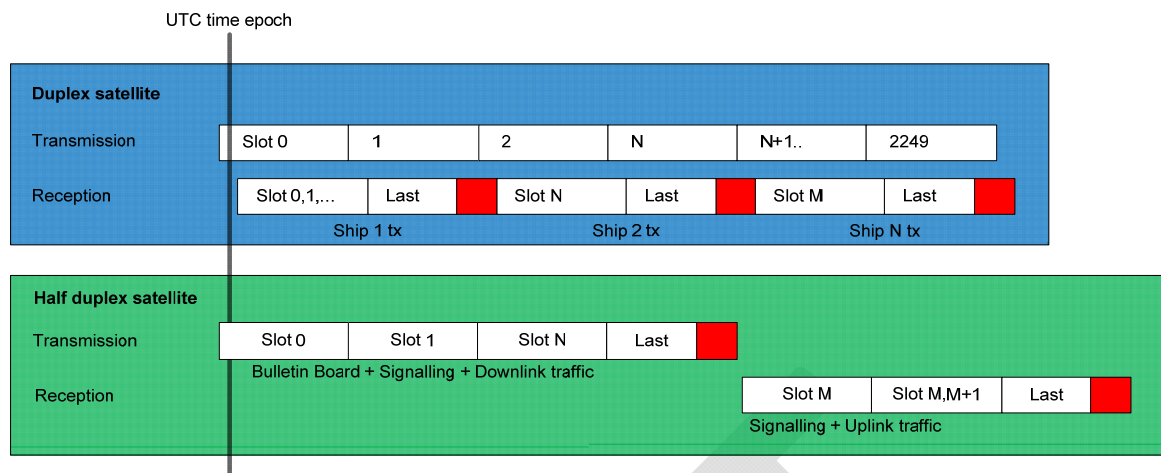 UTC time epoch
Duplex satellite
Transmission
Slot 0 1 2 N N+1.. 2249
Reception
Slot 0,1,... Last Slot N Last Slot M Last
Ship 1 tx Ship 2 tx Ship N tx
Half duplex satellite
Transmission
Slot 0 Slot 1 Slot N Last
Bulletin Board + Signalling + Downlink traffic
Reception
Slot M Slot M,M+1 Last
Signalling + Uplink traffic